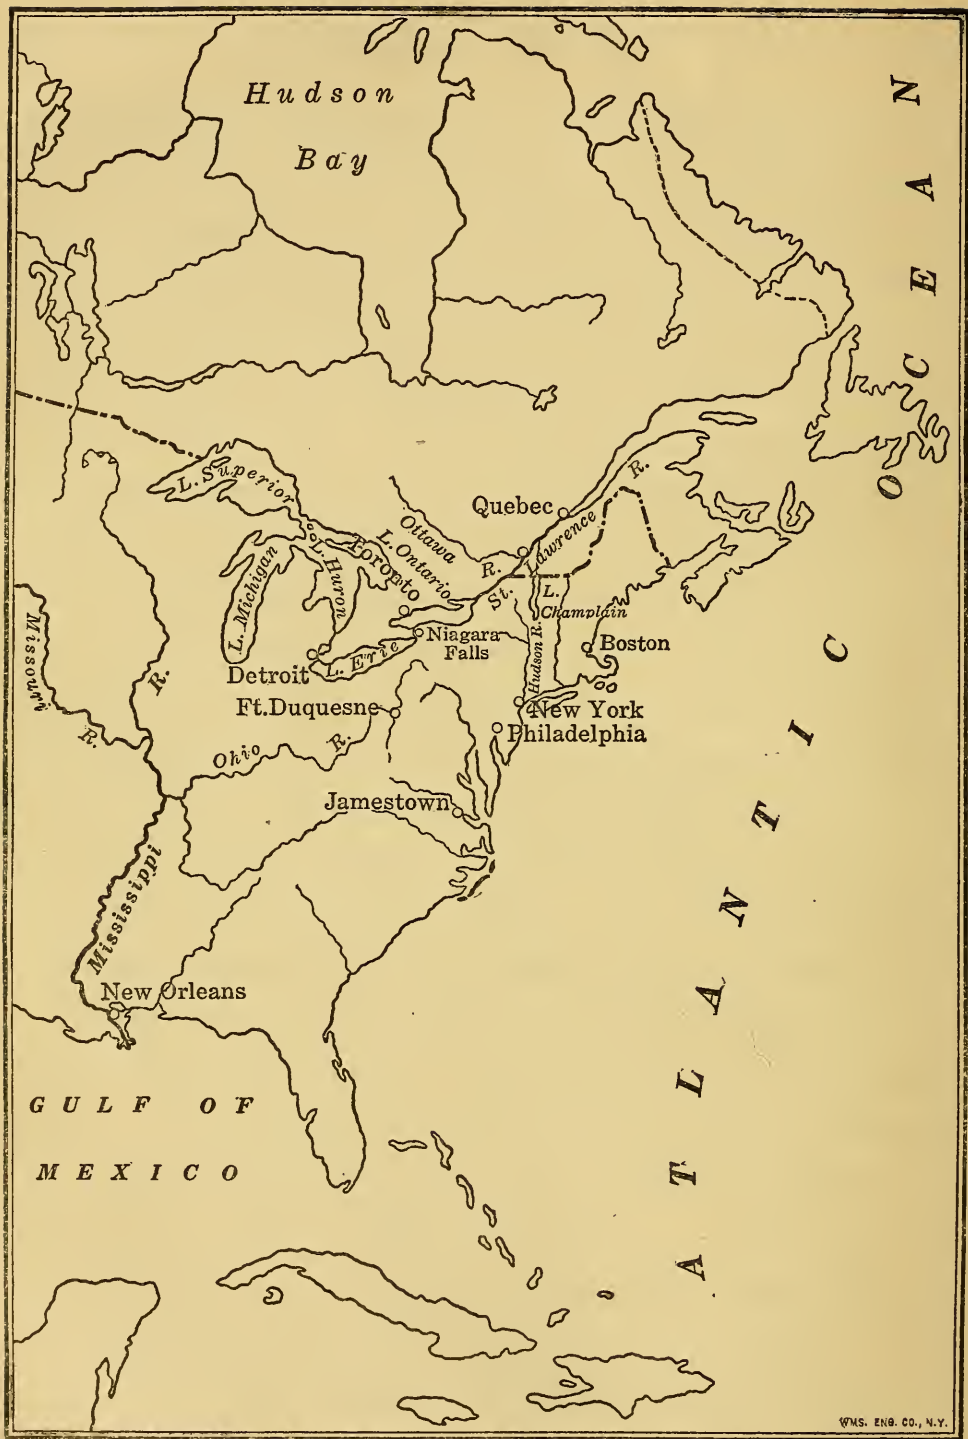 Hudson
Bay
ATLANTIC OCEAN
L. Superior
Quebec
R.
Ottawa
R.
L. Ontario
Toronto
St. Lawrence
L. Huron
L. Michigan
L.
Champlain
Missouri
R.
Niagara
Falls
Hudson R.
Boston
Detroit
L. Erie
R.
Ft. Duquesne
New York
Philadelphia
Ohio
R.
Jamestown
Mississippi
New Orleans
GULF OF
MEXICO
WMS. ENG. CO., N.Y.